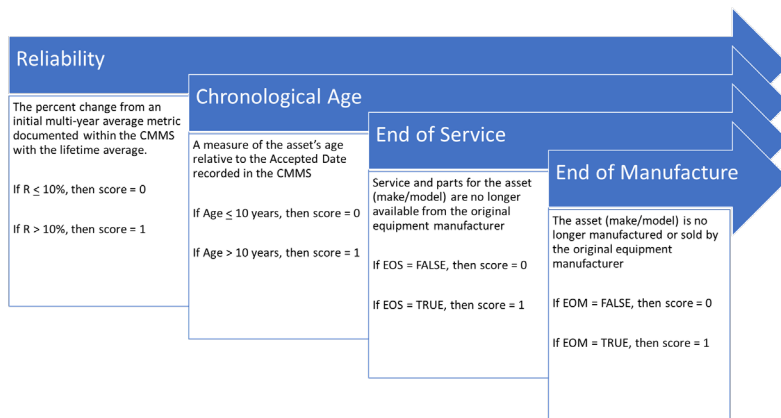 Reliability
The percent change from an
initial multi-year average metric
documented within the CMMS
with the lifetime average.
If R ≤ 10%, then score = 0
If R > 10%, then score = 1
Chronological Age
A measure of the asset's age
relative to the Accepted Date
recorded in the CMMS
If Age ≤ 10 years, then score = 0
If Age > 10 years, then score = 1
End of Service
Service and parts for the asset
(make/model) are no longer
available from the original
equipment manufacturer
If EOS = FALSE, then score = 0
If EOS = TRUE, then score = 1
End of Manufacture
The asset (make/model) is no
longer manufactured or sold by
the original equipment
manufacturer
If EOM = FALSE, then score = 0
If EOM = TRUE, then score = 1